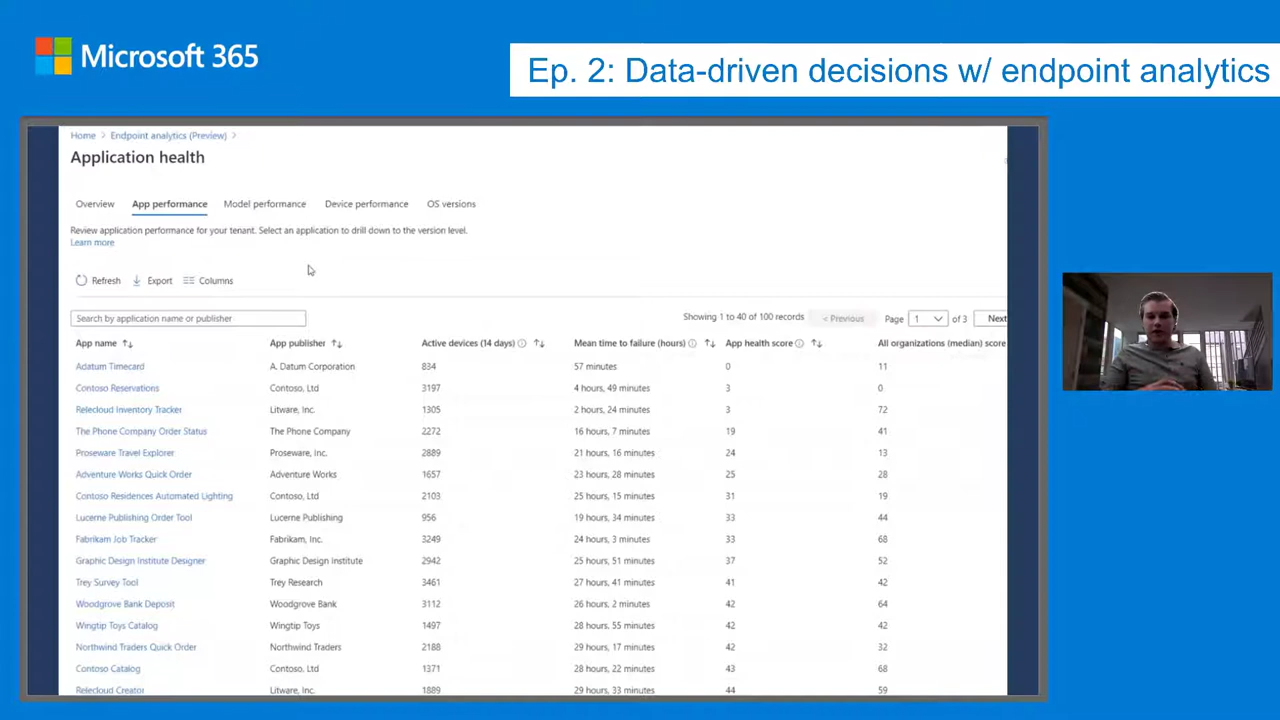 Microsoft 365
Ep. 2: Data-driven decisions w/ endpoint analytics
Home > Endpoint analytics (Preview) >
Application health
Overview App performance Model performance Device performance OS versions
Review application performance for your tenant. Select an application to drill down to the version level.
Learn more
Refresh Export Columns
Search by application name or publisher Showing 1 to 40 of 100 records < Previous Page 1 of 3 Next
App name App publisher Active devices (14 days) Mean time to failure (hours) App health score All organizations (median) score
Adatum Timecard A. Datum Corporation 834 57 minutes 0 11
Contoso Reservations Contoso, Ltd 3197 4 hours, 49 minutes 3 0
Relecloud Inventory Tracker Litware, Inc. 1305 2 hours, 24 minutes 3 72
The Phone Company Order Status The Phone Company 2272 16 hours, 7 minutes 19 41
Proseware Travel Explorer Proseware, Inc. 2889 21 hours, 16 minutes 24 13
Adventure Works Quick Order Adventure Works 1657 23 hours, 28 minutes 25 28
Contoso Residences Automated Lighting Contoso, Ltd 2103 25 hours, 15 minutes 31 19
Lucerne Publishing Order Tool Lucerne Publishing 956 19 hours, 34 minutes 33 44
Fabrikam Job Tracker Fabrikam, Inc. 3249 24 hours, 3 minutes 33 68
Graphic Design Institute Designer Graphic Design Institute 2942 25 hours, 51 minutes 37 52
Trey Survey Tool Trey Research 3461 27 hours, 41 minutes 41 42
Woodgrove Bank Deposit Woodgrove Bank 3112 26 hours, 2 minutes 42 64
Wingtip Toys Catalog Wingtip Toys 1497 28 hours, 55 minutes 42 42
Northwind Traders Quick Order Northwind Traders 2188 29 hours, 17 minutes 42 32
Contoso Catalog Contoso, Ltd 1371 28 hours, 22 minutes 43 68
Relecloud Creator Litware, Inc. 1889 29 hours, 33 minutes 44 59